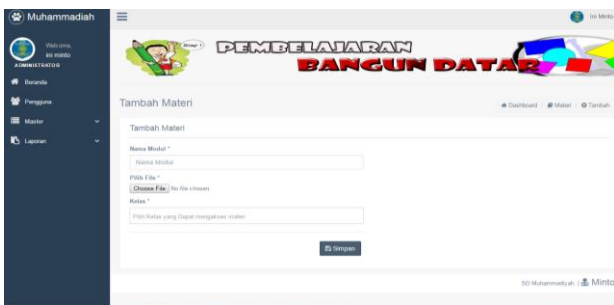 Muhammadiah
Ini Minto
Welcome,
ini minto
ADMINISTRATOR
PEMBELAJARAN
BANGUN DATAR
Beranda
Pengguna
Master
Laporan
Tambah Materi
Dashboard / Materi / Tambah
Tambah Materi
Nama Modul *
Nama Modul
Pilih File *
Choose File No file chosen
Kelas *
Pilih Kelas yang Dapat mengakses materi
Simpan
SD Muhammadiyah | Minto